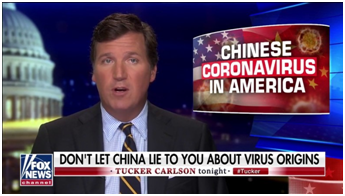 CHINESE
CORONAVIRUS
IN AMERICA
FOX
NEWS
channel
DON'T LET CHINA LIE TO YOU ABOUT VIRUS ORIGINS
TUCKER CARLSON tonight
#Tucker